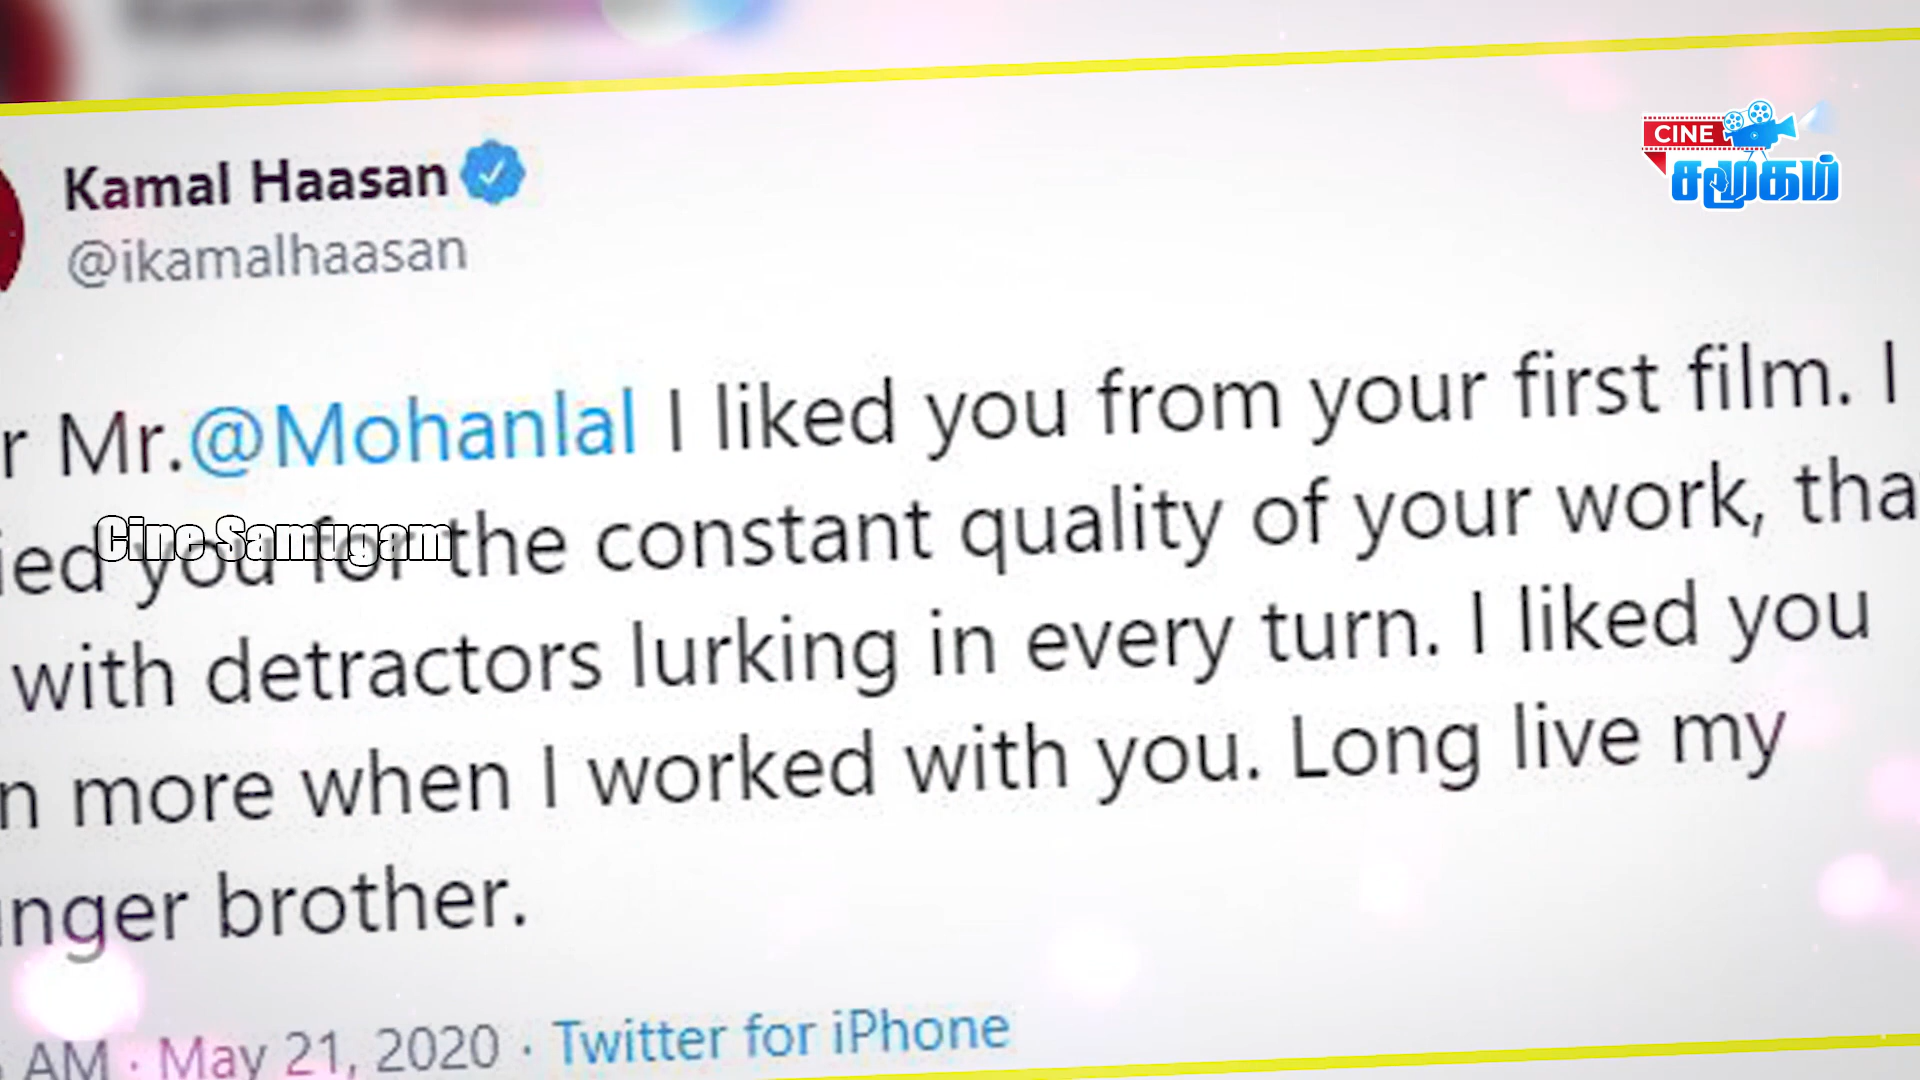 CINE
சமூகம்
Kamal Haasan
@ikamalhaasan
r Mr.@Mohanlal I liked you from your first film. I
ied you for the constant quality of your work, tha
Cine Samugam
with detractors lurking in every turn. I liked you
n more when I worked with you. Long live my
nger brother.
AM · May 21, 2020 · Twitter for iPhone